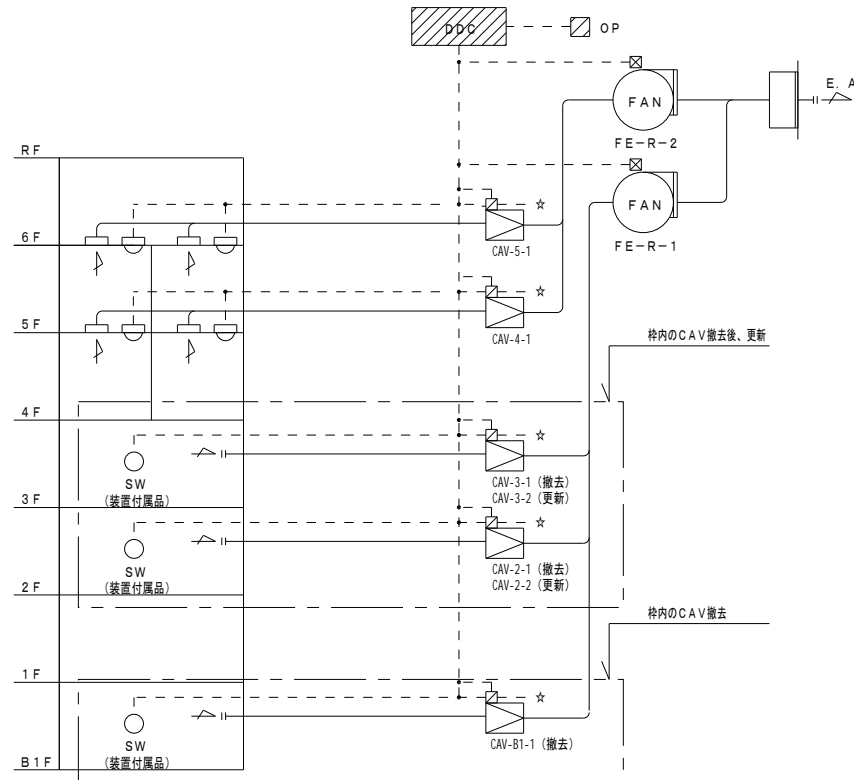 DDC
OP
E. A
FAN
FE-R-2
RF
FAN
FE-R-1
☆
6F
CAV-5-1
☆
5F
CAV-4-1
枠内のCAV撤去後、更新
4F
☆
SW
(装置付属品)
CAV-3-1 (撤去)
CAV-3-2 (更新)
3F
☆
SW
(装置付属品)
CAV-2-1 (撤去)
CAV-2-2 (更新)
2F
枠内のCAV撤去
1F
☆
SW
(装置付属品)
CAV-B1-1 (撤去)
B1F